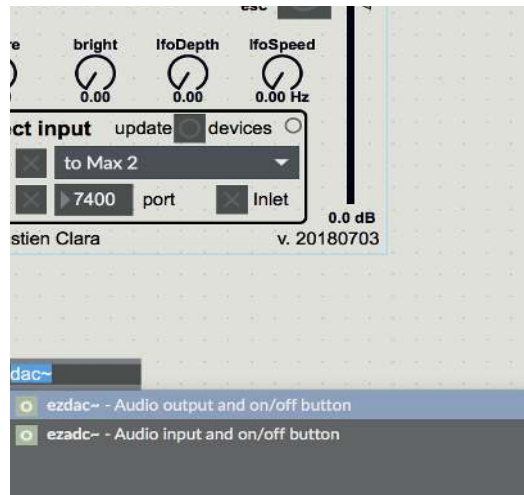 esc
re bright lfoDepth lfoSpeed
0.00 0.00 0.00 Hz
ect input update devices
to Max 2
7400 port Inlet
0.0 dB
stien Clara v. 20180703
dac~
ezdac~ - Audio output and on/off button
ezadc~ - Audio input and on/off button